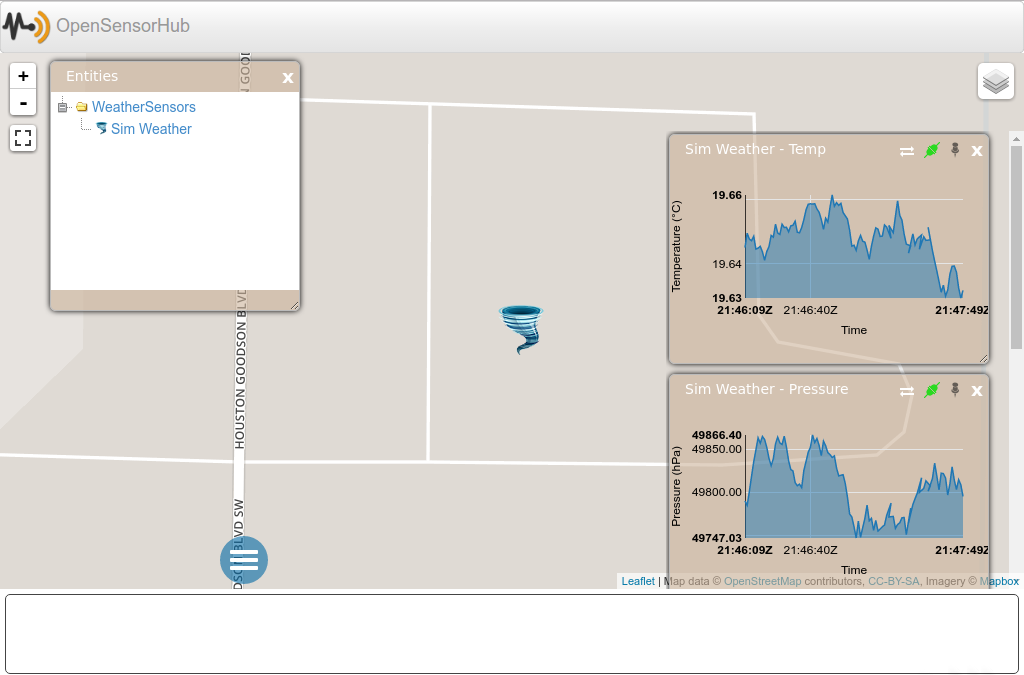 OpenSensorHub
+
-
Entities x
WeatherSensors
Sim Weather
HOUSTON GOODSON BLVD
BLVD SW
Sim Weather - Temp x
Temperature (°C)
19.66
19.64
19.63
21:46:09Z 21:46:40Z 21:47:49Z
Time
Sim Weather - Pressure x
Pressure (hPa)
49866.40
49850.00
49800.00
49747.03
21:46:09Z 21:46:40Z 21:47:49Z
Time
Leaflet | Map data © OpenStreetMap contributors, CC-BY-SA, Imagery © Mapbox